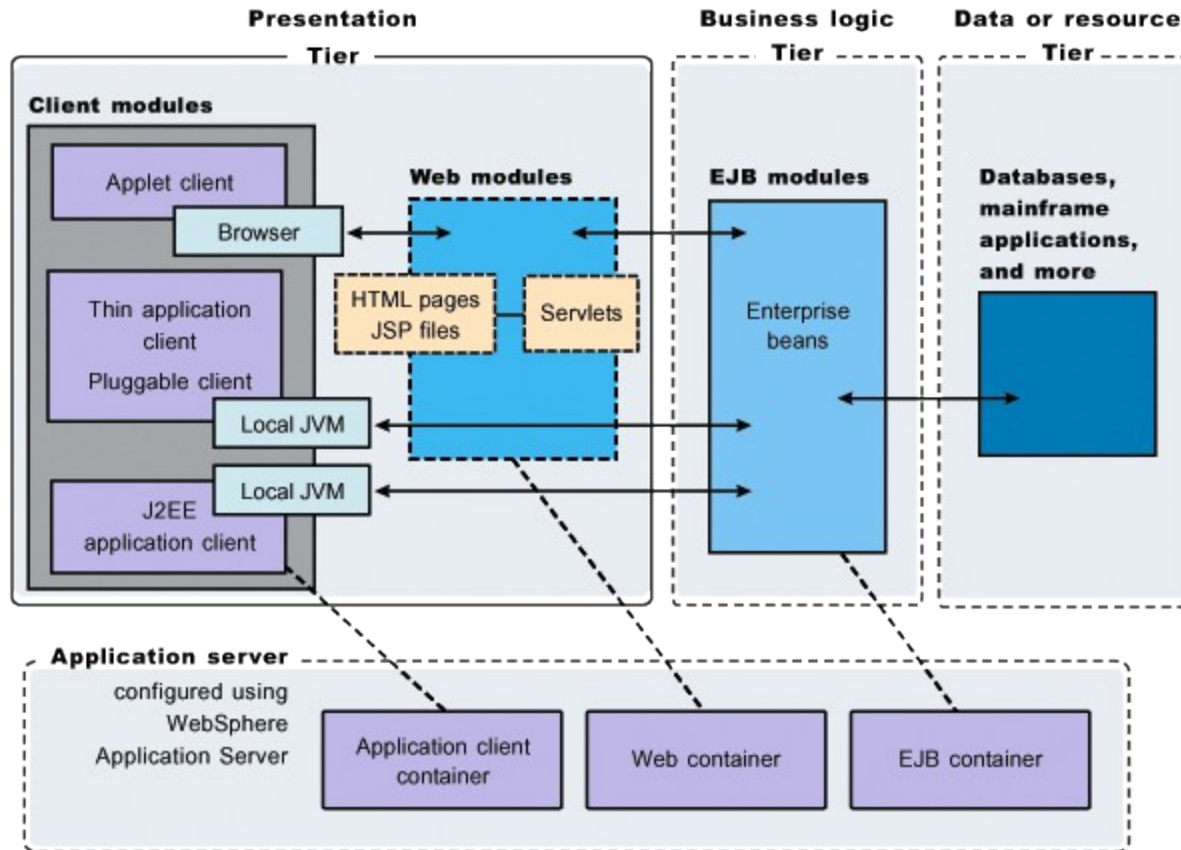 Presentation
Tier
Business logic
Tier
Data or resource
Tier
Client modules
Applet client
Browser
Thin application
client
Pluggable client
Local JVM
Local JVM
J2EE
application client
Web modules
HTML pages
JSP files
Servlets
EJB modules
Enterprise
beans
Databases,
mainframe
applications,
and more
Application server
configured using
WebSphere
Application Server
Application client
container
Web container
EJB container